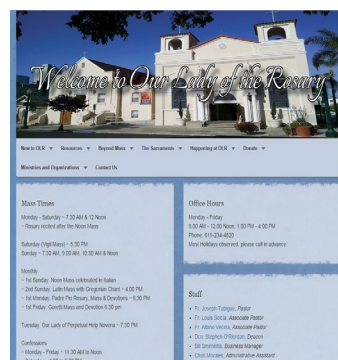 Welcome to Our Lady of the Rosary
New to OLR
Resources
Beyond Mass
The Sacraments
Happening at OLR
Donate
Ministries and Organizations
Contact Us
Mass Times
Monday - Saturday ~ 7:30 AM & 12 Noon
~ Rosary recited after the Noon Mass
Saturday (Vigil Mass) ~ 5:30 PM
Sunday ~ 7:30 AM, 9:00 AM, 10:30 AM & Noon
Monthly
~ 1st Sunday: Noon Mass celebrated in Italian
~ 2nd Sunday: Latin Mass with Gregorian Chant ~ 4:00 PM
~ 1st Monday: Padre Pio Rosary, Mass & Devotions ~ 6:30 PM
~ 1st Friday: Mass and Devotion 6:30 pm
Tuesday: Our Lady of Perpetual Help Novena ~ 7:30 PM
Confessions
~ Monday - Friday ~ 11:30 AM to Noon
Office Hours
Monday - Friday
9:00 AM - 12:00 Noon, 1:00 PM - 4:00 PM
Phone: 619-234-4820
Most Holidays observed, please call in advance.
Staff
Fr. Joseph Tabigue, Pastor
Fr. Louis Solcia, Associate Pastor
Fr. Albino Vecina, Associate Pastor
Dcn. Stephen O'Riordan, Deacon
Business Manager
Morales, Administrative Assistant